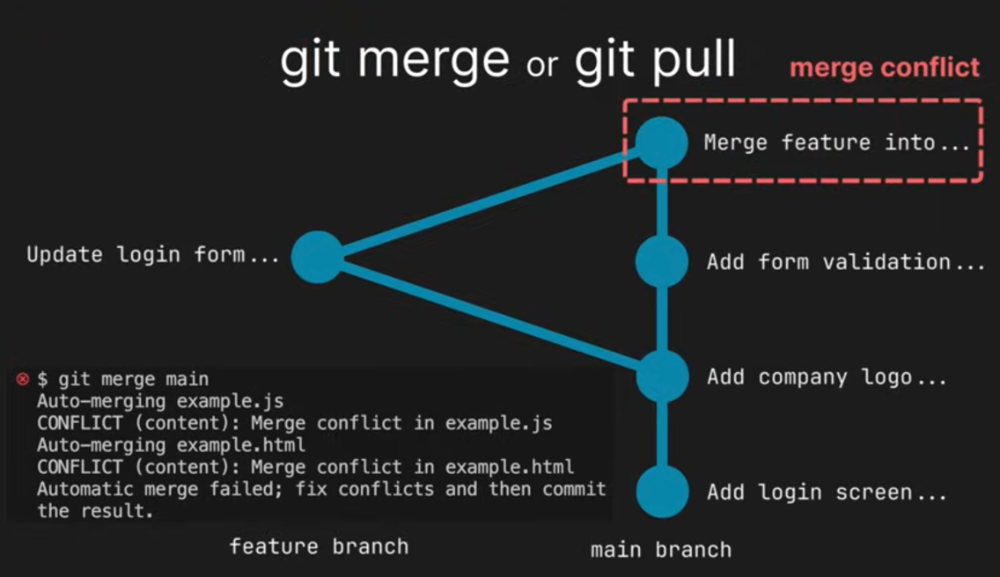 git merge or git pull
merge conflict
Merge feature into...
Update login form...
Add form validation...
Add company logo...
Add login screen...
$ git merge main
Auto-merging example.js
CONFLICT (content): Merge conflict in example.js
Auto-merging example.html
CONFLICT (content): Merge conflict in example.html
Automatic merge failed; fix conflicts and then commit
the result.
feature branch
main branch